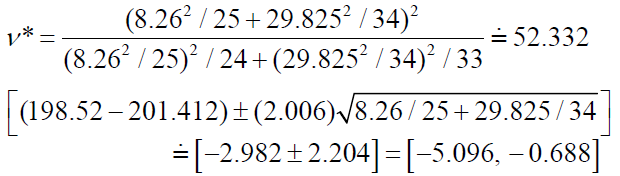 ν* = (8.26² / 25 + 29.825² / 34)² / (8.26² / 25)² / 24 + (29.825² / 34)² / 33 ≐ 52.332
[(198.52 − 201.412) ± (2.006)√8.26 / 25 + 29.825 / 34]
≐ [−2.982 ± 2.204] = [−5.096, −0.688]